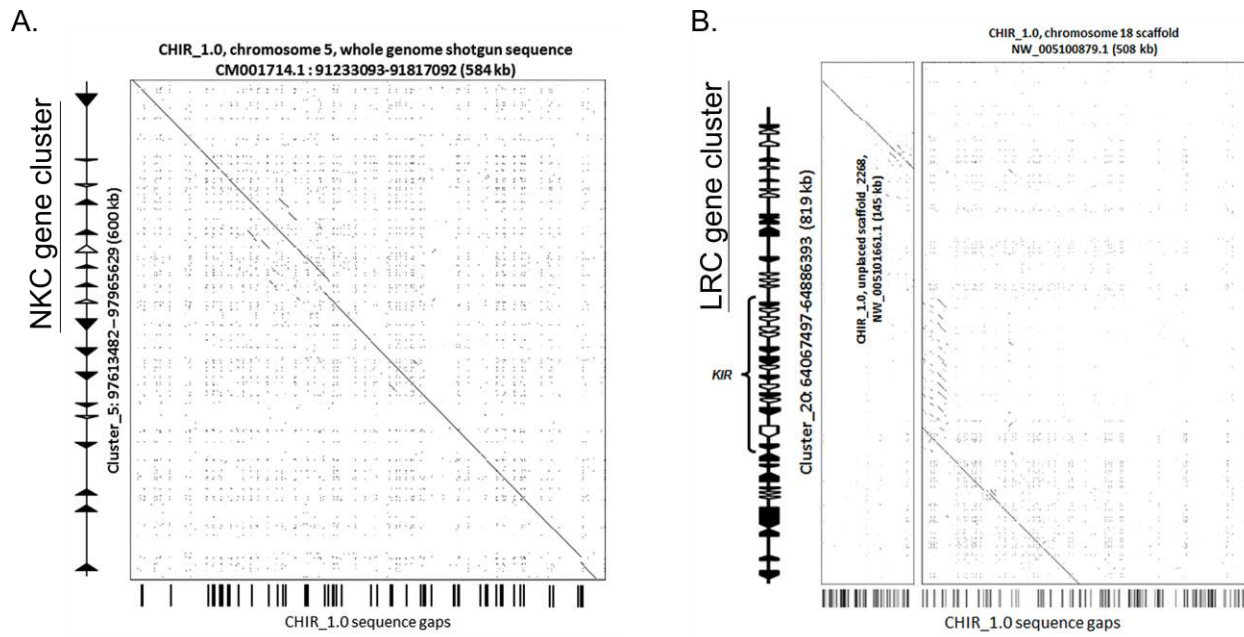 A.
CHIR_1.0, chromosome 5, whole genome shotgun sequence
CM001714.1 : 91233093-91817092 (584 kb)
NKC gene cluster
Cluster_5: 97613482 – 97965629 (600 kb)
CHIR_1.0 sequence gaps
B.
CHIR_1.0, chromosome 18 scaffold
NW_005100879.1 (508 kb)
LRC gene cluster
KIR
Cluster_20: 64067497-64886393 (819 kb)
CHIR_1.0, unplaced scaffold_2268,
NW_005101661.1 (145 kb)
CHIR_1.0 sequence gaps